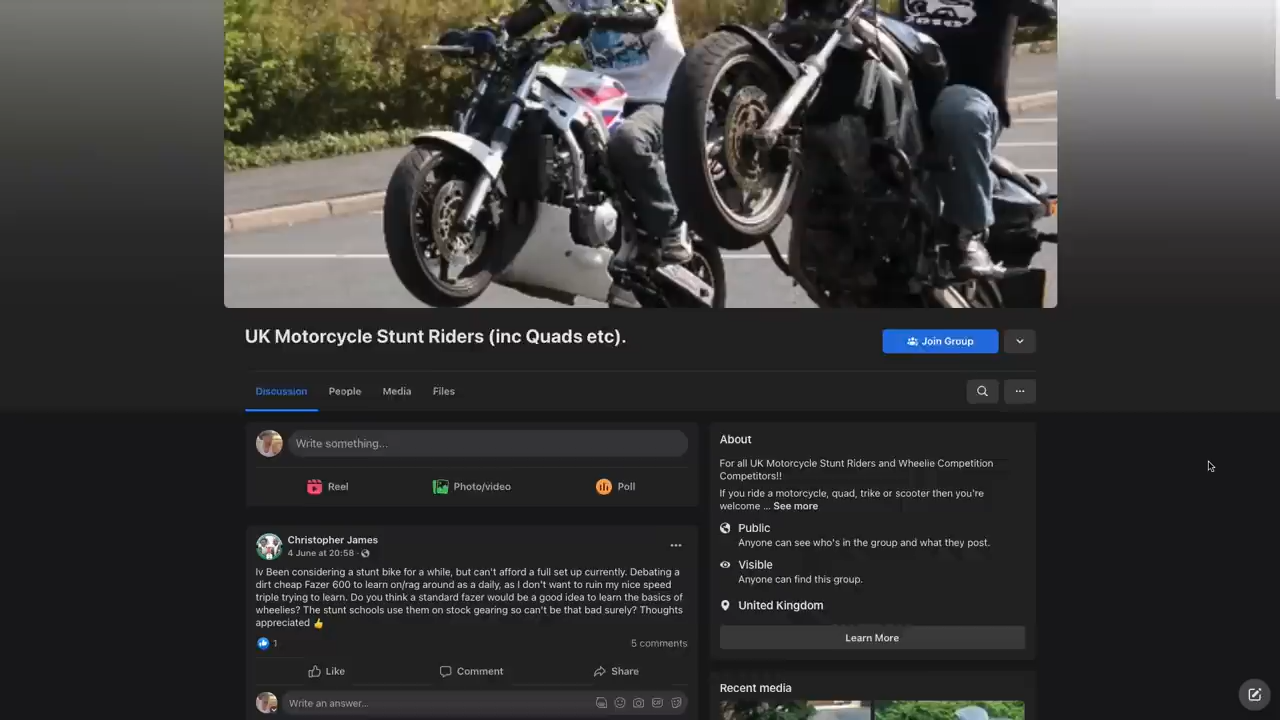 UK Motorcycle Stunt Riders (inc Quads etc).
Join Group
Discussion People Media Files
Write something...
Reel Photo/video Poll
Christopher James
4 June at 20:58
Iv Been considering a stunt bike for a while, but can't afford a full set up currently. Debating a
dirt cheap Fazer 600 to learn on/rag around as a daily, as I don't want to ruin my nice speed
triple trying to learn. Do you think a standard fazer would be a good idea to learn the basics of
wheelies? The stunt schools use them on stock gearing so can't be that bad surely? Thoughts
appreciated 👍
1 5 comments
Like Comment Share
Write an answer...
About
For all UK Motorcycle Stunt Riders and Wheelie Competition
Competitors!!
If you ride a motorcycle, quad, trike or scooter then you're
welcome ... See more
Public
Anyone can see who's in the group and what they post.
Visible
Anyone can find this group.
United Kingdom
Learn More
Recent media